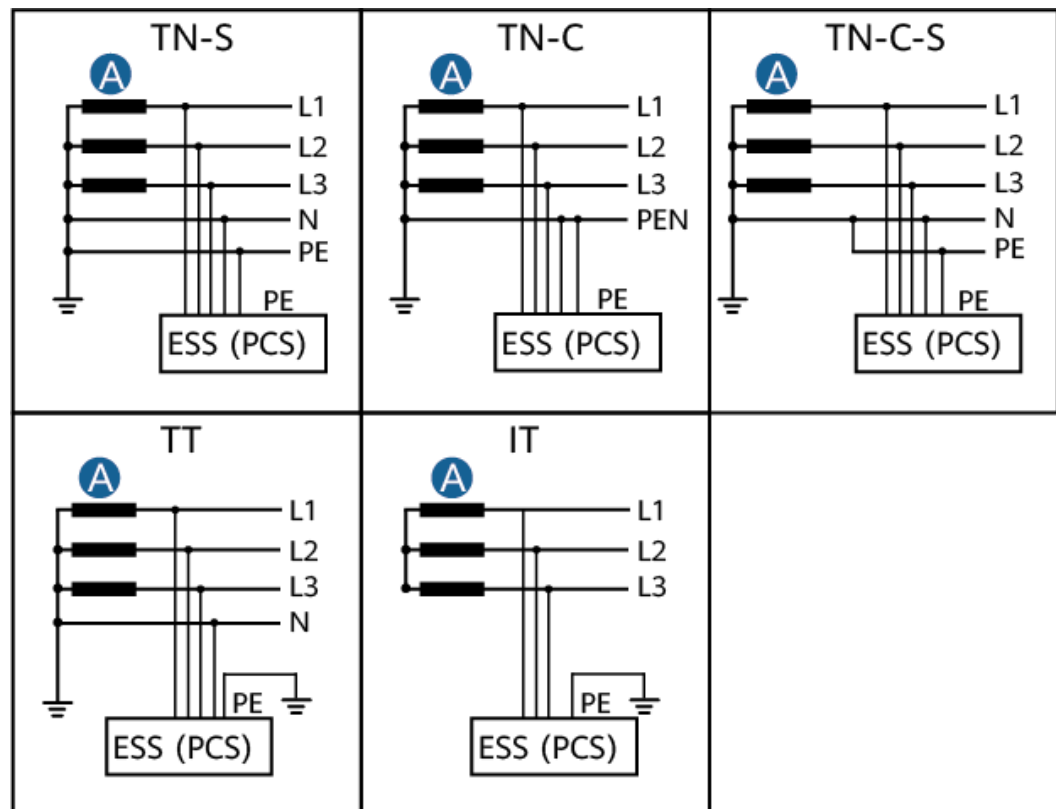 TN-S
A
L1
L2
L3
N
PE
PE
ESS (PCS)
TN-C
A
L1
L2
L3
PEN
PE
ESS (PCS)
TN-C-S
A
L1
L2
L3
N
PE
PE
ESS (PCS)
TT
A
L1
L2
L3
N
PE
ESS (PCS)
IT
A
L1
L2
L3
PE
ESS (PCS)